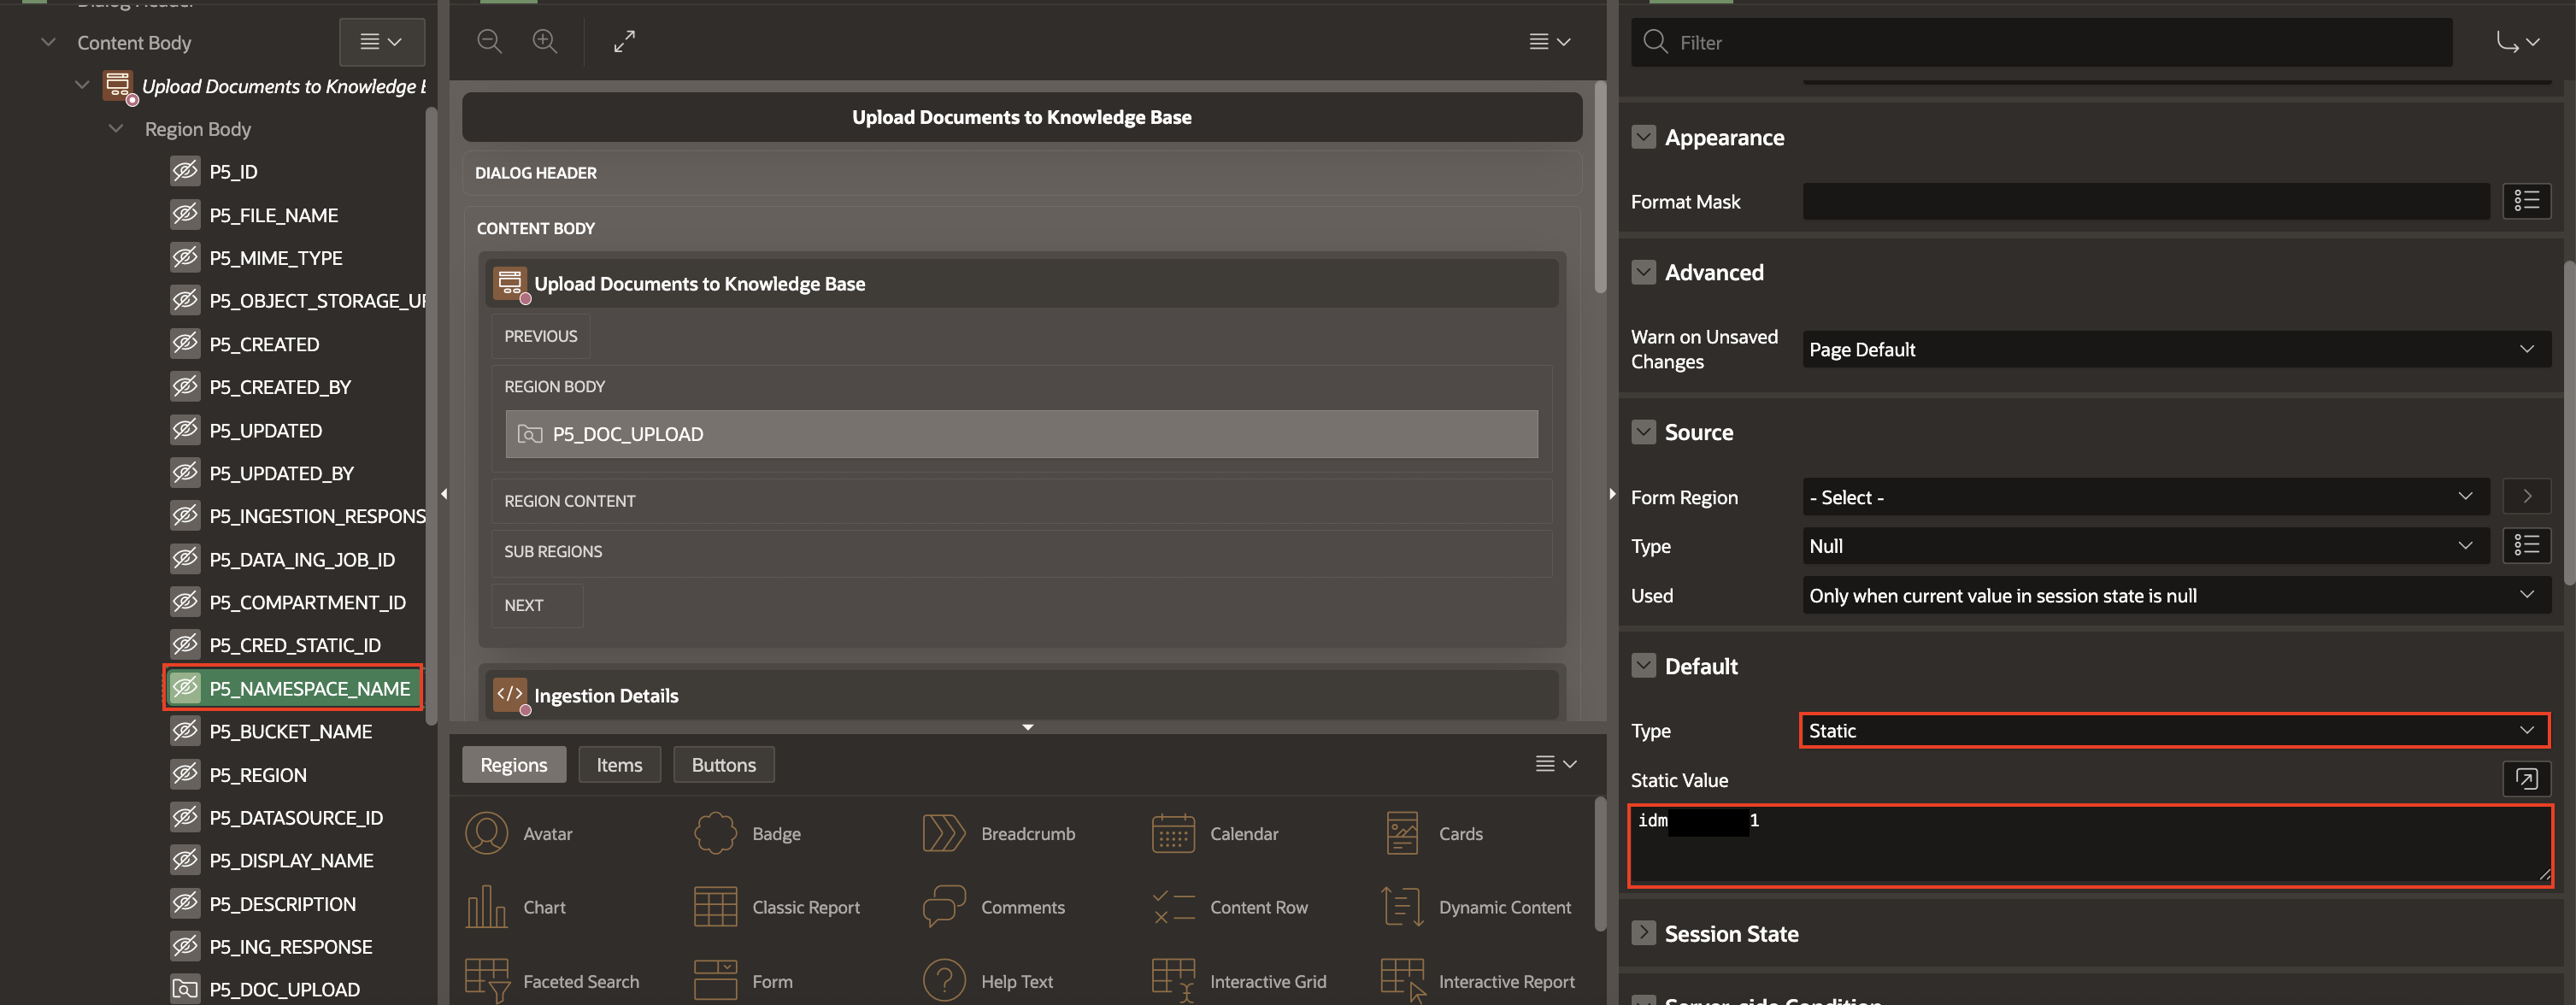 Dialog Header
Content Body
Upload Documents to Knowledge B
Region Body
P5_ID
P5_FILE_NAME
P5_MIME_TYPE
P5_OBJECT_STORAGE_UR
P5_CREATED
P5_CREATED_BY
P5_UPDATED
P5_UPDATED_BY
P5_INGESTION_RESPONS
P5_DATA_ING_JOB_ID
P5_COMPARTMENT_ID
P5_CRED_STATIC_ID
P5_NAMESPACE_NAME
P5_BUCKET_NAME
P5_REGION
P5_DATASOURCE_ID
P5_DISPLAY_NAME
P5_DESCRIPTION
P5_ING_RESPONSE
P5_DOC_UPLOAD
Upload Documents to Knowledge Base
DIALOG HEADER
CONTENT BODY
Upload Documents to Knowledge Base
PREVIOUS
REGION BODY
P5_DOC_UPLOAD
REGION CONTENT
SUB REGIONS
NEXT
Ingestion Details
Regions Items Buttons
Avatar Badge Breadcrumb Calendar Cards
Chart Classic Report Comments Content Row Dynamic Content
Faceted Search Form Help Text Interactive Grid Interactive Report
Filter
Appearance
Format Mask
Advanced
Warn on Unsaved
Changes
Page Default
Source
Form Region - Select -
Type Null
Used Only when current value in session state is null
Default
Type Static
Static Value
idm 1
Session State
Server-side Condition